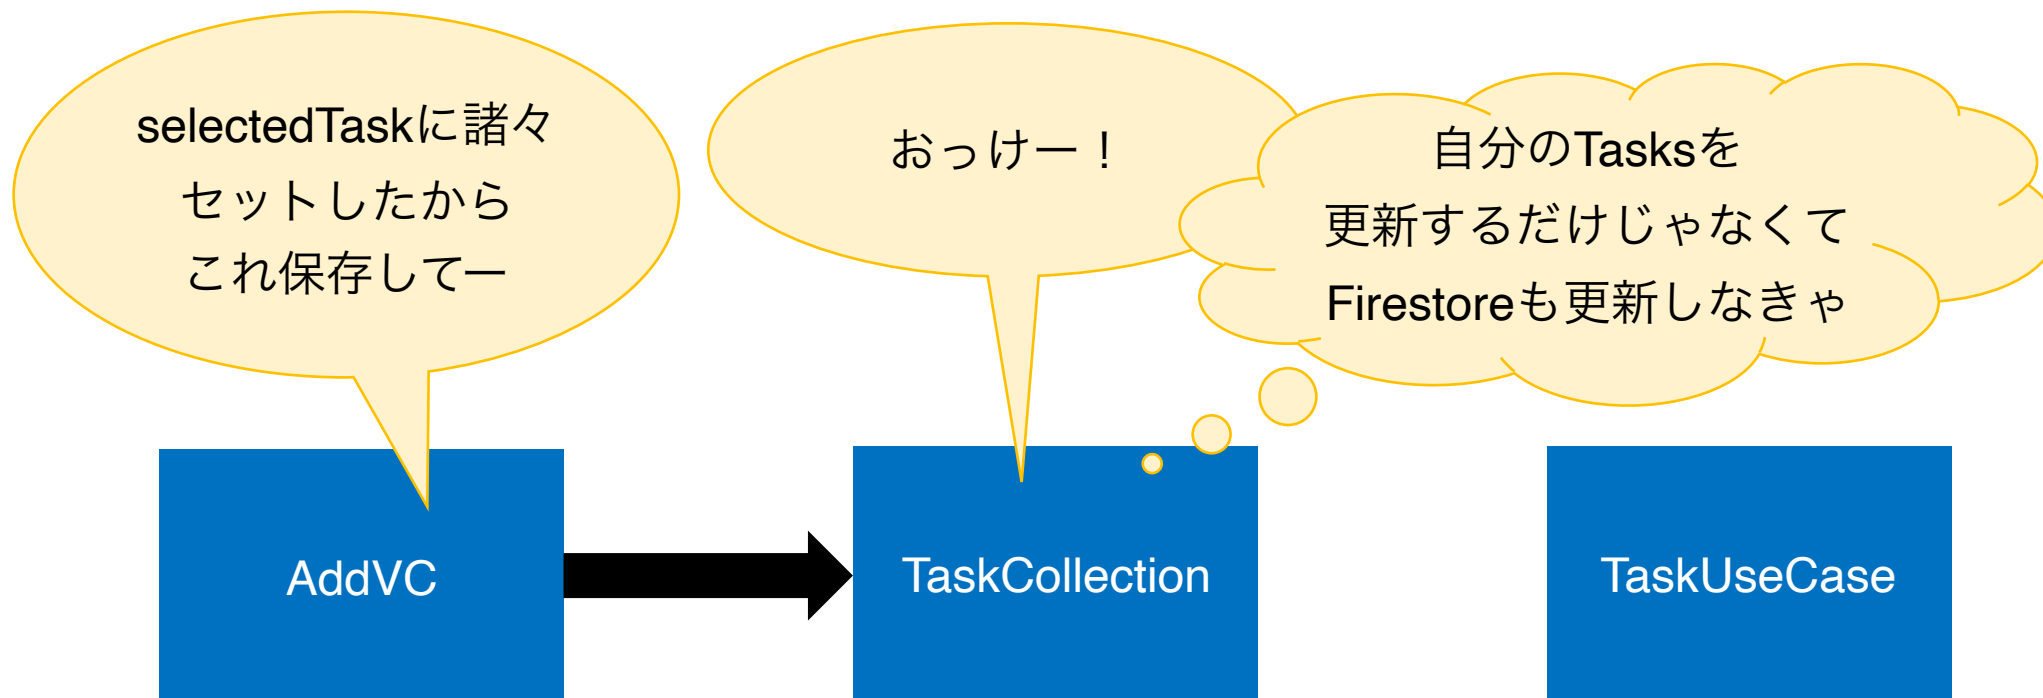 selectedTaskに諸々
セットしたから
これ保存してー
おっけー！
自分のTasksを
更新するだけじゃなくて
Firestoreも更新しなきゃ
AddVC
TaskCollection
TaskUseCase